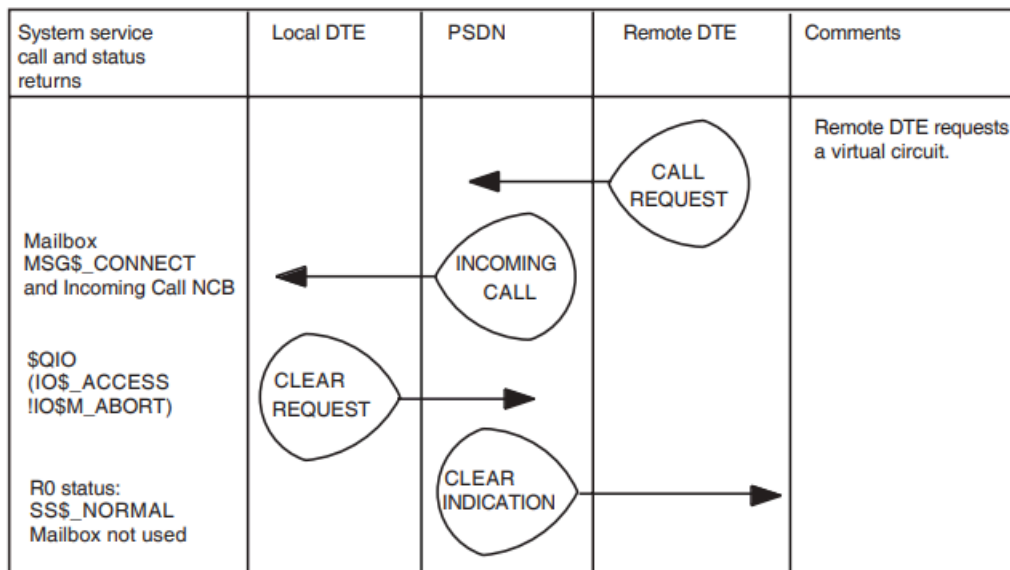 System service
call and status
returns
Local DTE
PSDN
Remote DTE
Comments
Remote DTE requests
a virtual circuit.
CALL
REQUEST
Mailbox
MSG$_CONNECT
and Incoming Call NCB
INCOMING
CALL
$QIO
(IO$_ACCESS
!IO$M_ABORT)
CLEAR
REQUEST
R0 status:
SS$_NORMAL
Mailbox not used
CLEAR
INDICATION